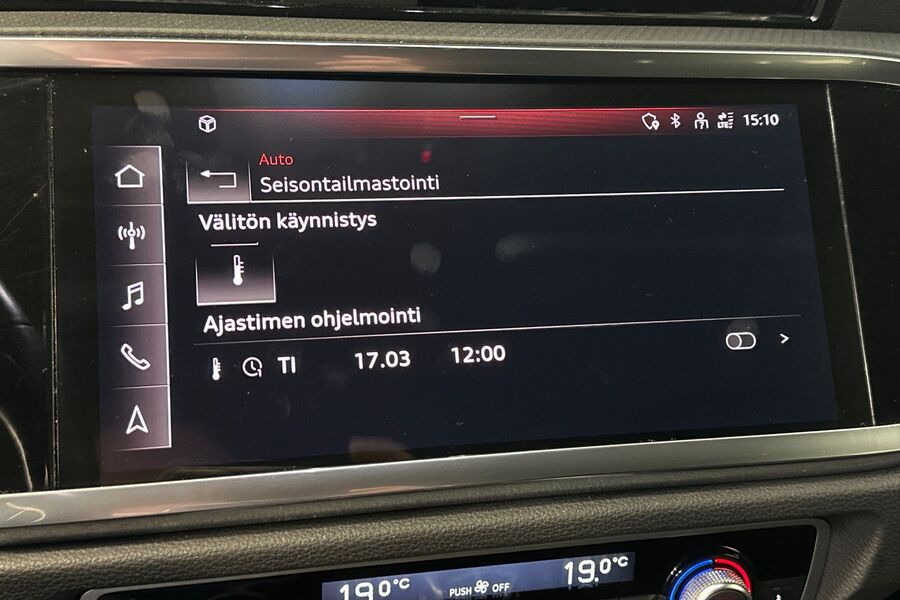 15:10
Auto
Seisontailmastointi
Välitön käynnistys
Ajastimen ohjelmointi
TI 17.03 12:00
19.0°C PUSH OFF 19.0°C